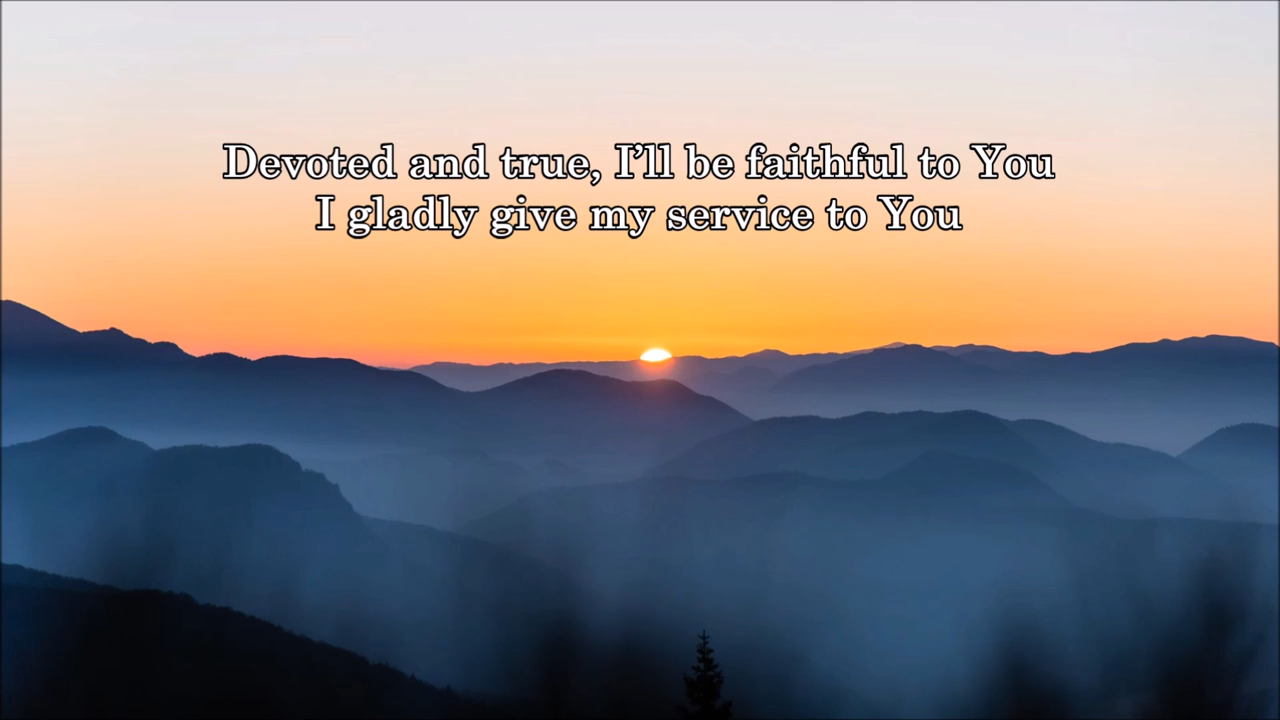 Devoted and true, I’ll be faithful to You
I gladly give my service to You